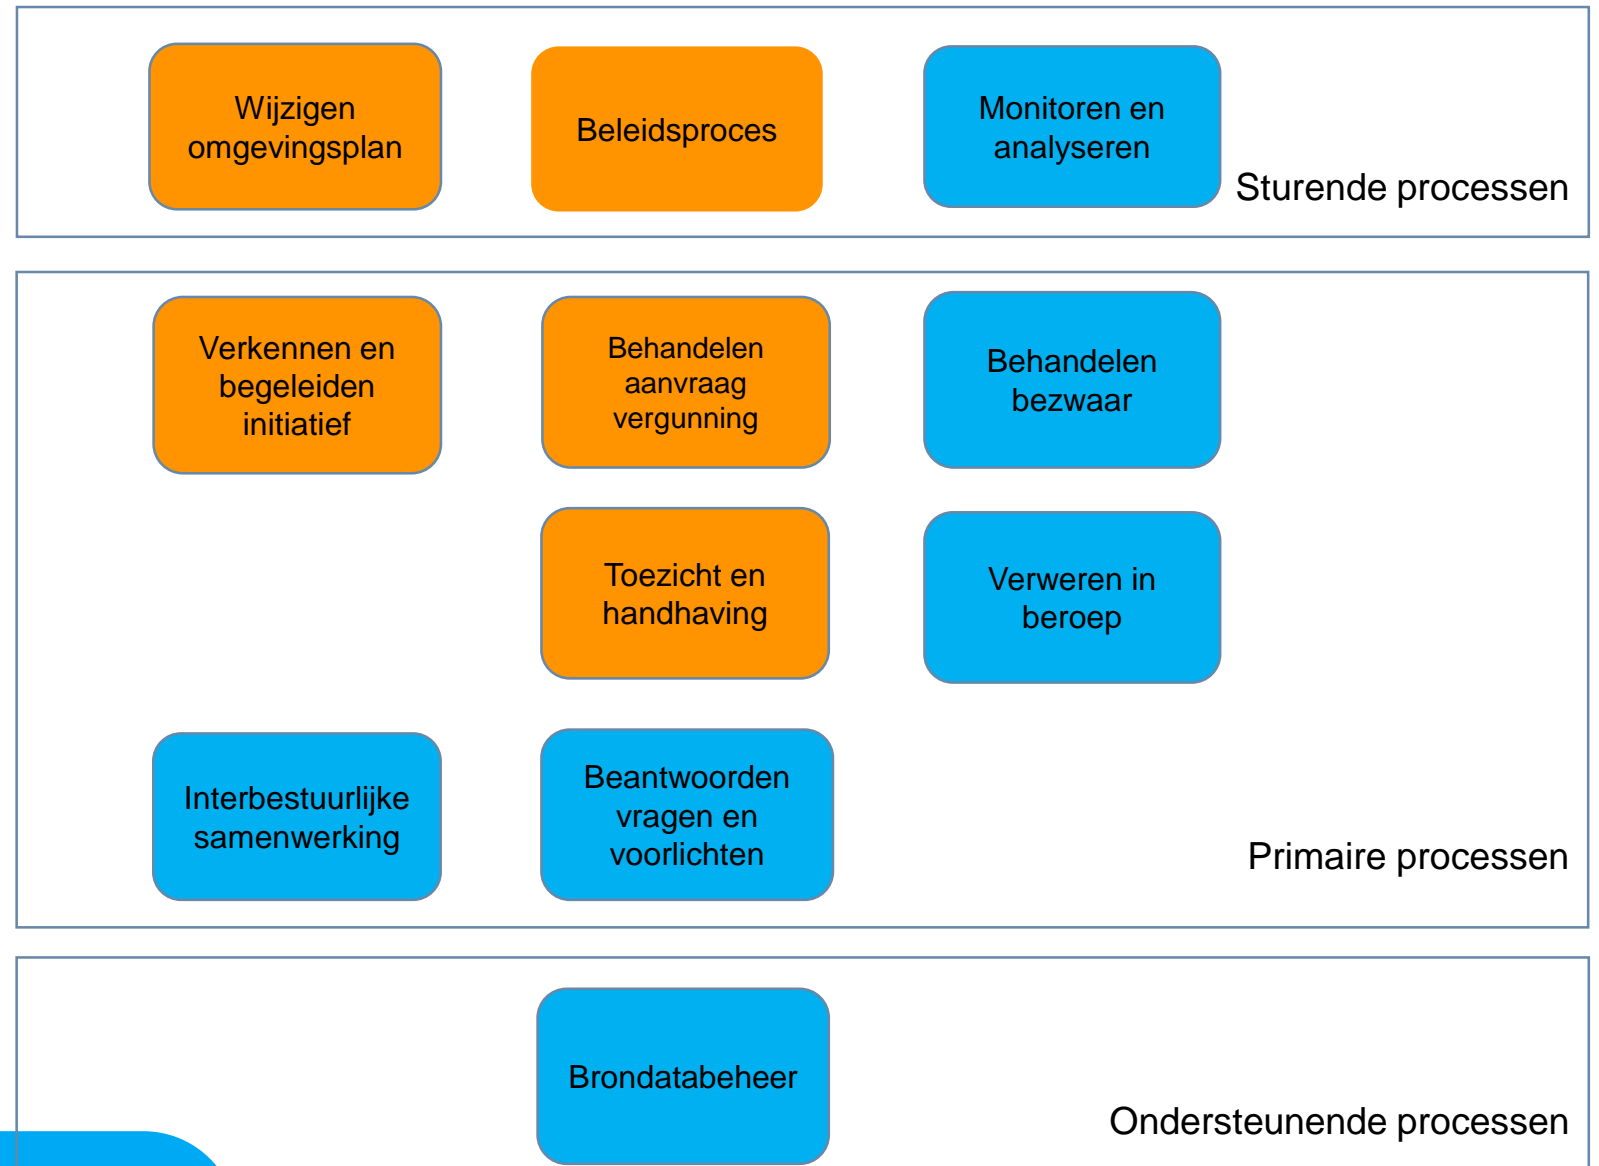 Wijzigen
omgevingsplan
Beleidsproces
Monitoren en
analyseren
Sturende processen
Verkennen en
begeleiden
initiatief
Behandelen
aanvraag
vergunning
Behandelen
bezwaar
Toezicht en
handhaving
Verweren in
beroep
Interbestuurlijke
samenwerking
Beantwoorden
vragen en
voorlichten
Primaire processen
Brondatabeheer
Ondersteunende processen